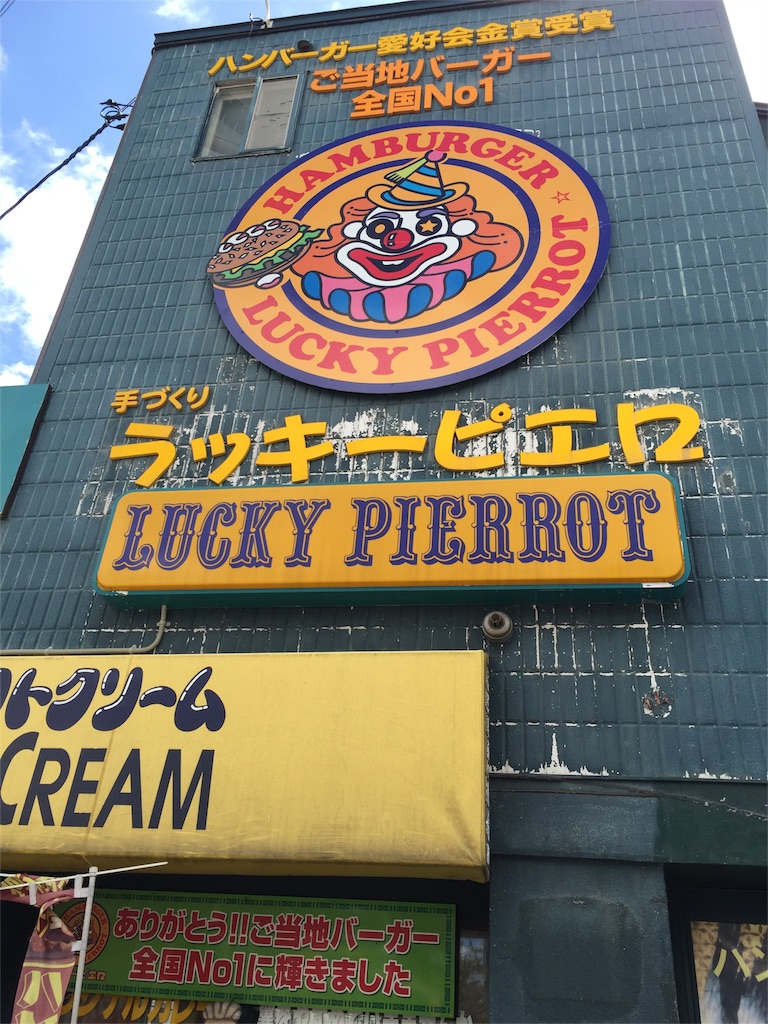 ハンバーガー愛好会金賞受賞
ご当地バーガー
全国No1
HAMBURGER
LUCKY PIERROT
手づくり
ラッキーピエロ
LUCKY PIERROT
トクリーム
CREAM
ありがとう!!ご当地バーガー
全国No1に輝きました